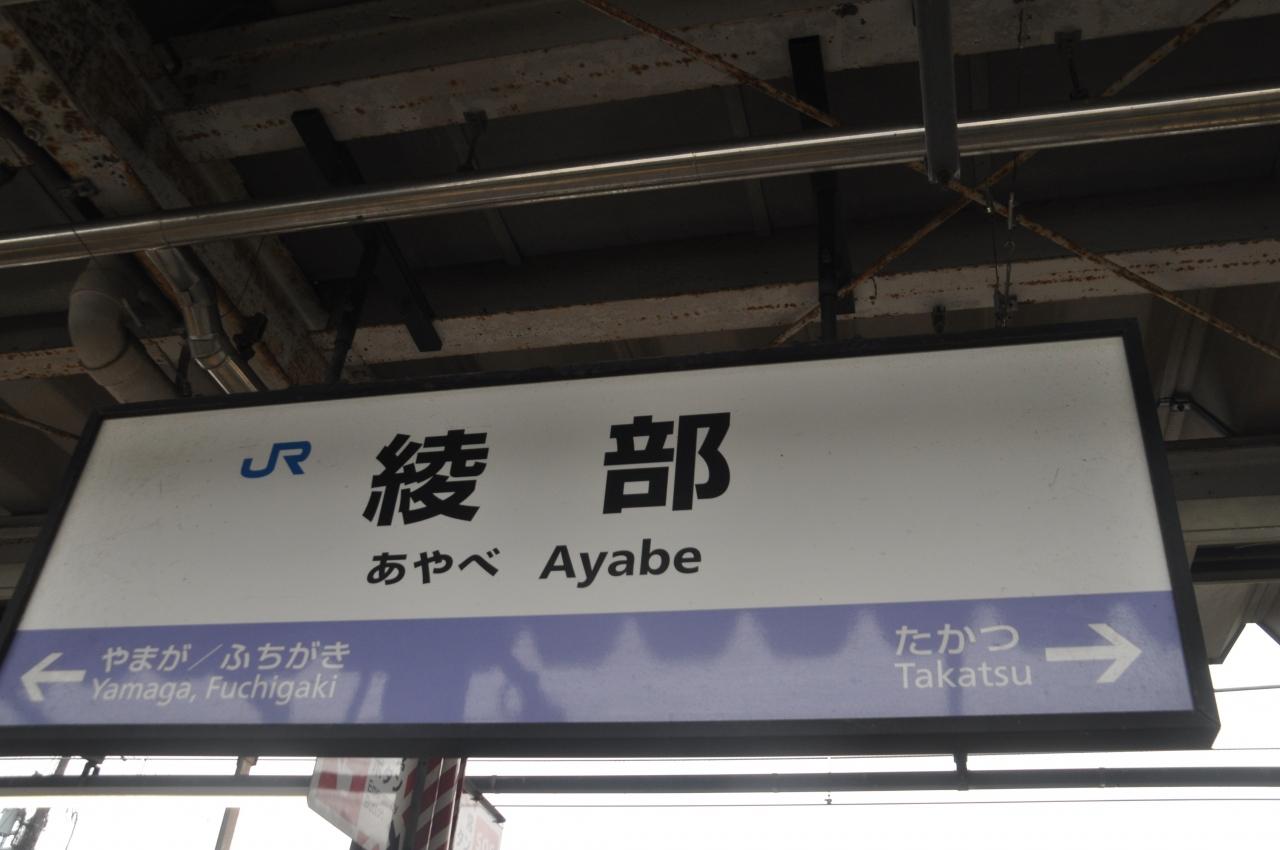 JR 綾部
あやべ Ayabe
← やまが／ふちがき
Yamaga, Fuchigaki
たかつ →
Takatsu